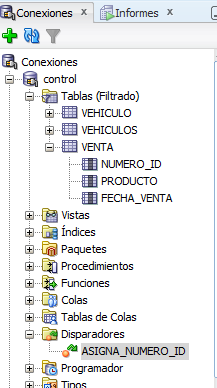 Conexiones x Informes x
Conexiones
control
Tablas (Filtrado)
VEHICULO
VEHICULOS
VENTA
NUMERO_ID
PRODUCTO
FECHA_VENTA
Vistas
Índices
Paquetes
Procedimientos
Funciones
Colas
Tablas de Colas
Disparadores
ASIGNA_NUMERO_ID
Programador
Tipos